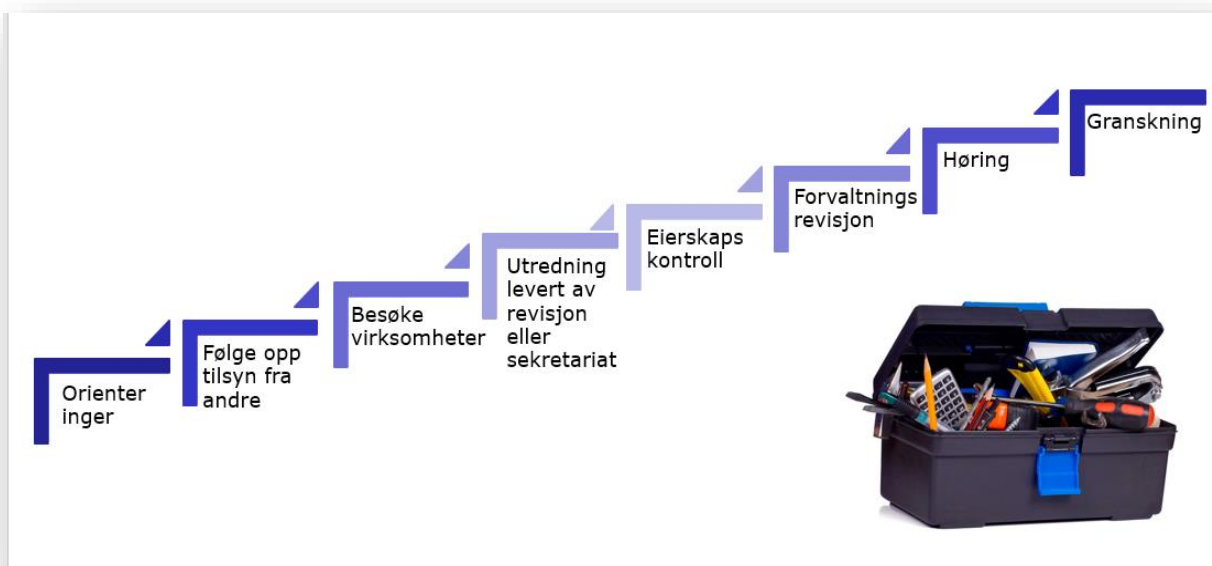 Orienter
inger
Følge opp
tilsyn fra
andre
Besøke
virksomheter
Utredning
levert av
revisjon
eller
sekretariat
Eierskaps
kontroll
Forvaltnings
revisjon
Høring
Granskning